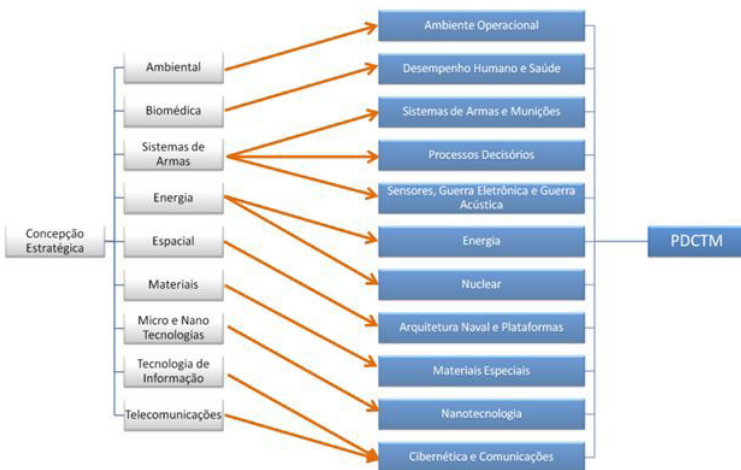 Concepção
Estratégica
Ambiental
Biomédica
Sistemas de
Armas
Energia
Espacial
Materiais
Micro e Nano
Tecnologias
Tecnologia de
Informação
Telecomunicações
Ambiente Operacional
Desempenho Humano e Saúde
Sistemas de Armas e Munições
Processos Decisórios
Sensores, Guerra Eletrônica e Guerra
Acústica
Energia
Nuclear
Arquitetura Naval e Plataformas
Materiais Especiais
Nanotecnologia
Cibernética e Comunicações
PDCTM